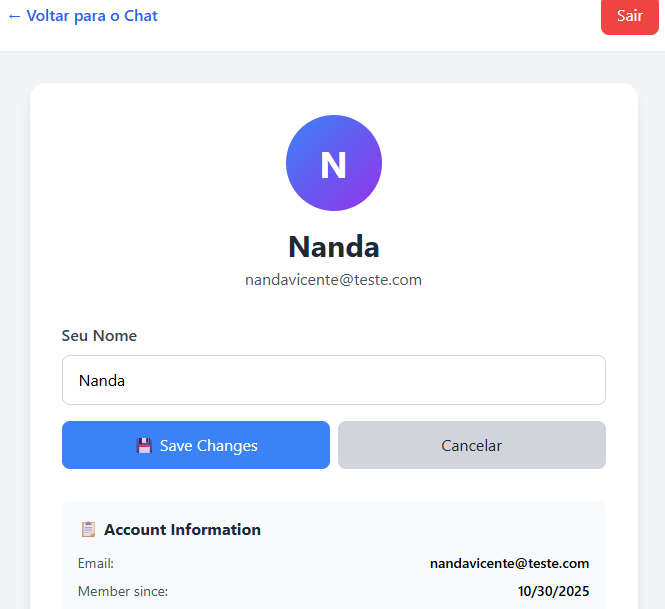 ← Voltar para o Chat
Sair
N
Nanda
nandavicente@teste.com
Seu Nome
Nanda
💾 Save Changes
Cancelar
📋 Account Information
Email: nandavicente@teste.com
Member since: 10/30/2025